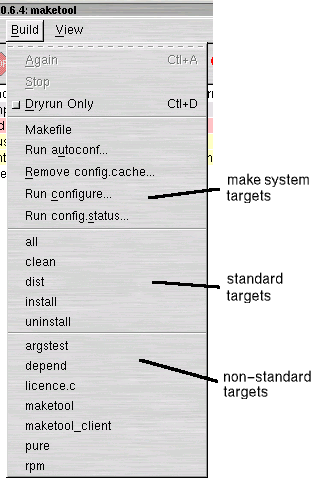 0.6.4: maketool
Build View
Again Ctl+A
Stop
Dryrun Only Ctl+D
Makefile
Run autoconf...
Remove config.cache...
Run configure...
Run config.status...
make system
targets
all
clean
dist
install
uninstall
standard
targets
argstest
depend
licence.c
maketool
maketool_client
pure
rpm
non-standard
targets